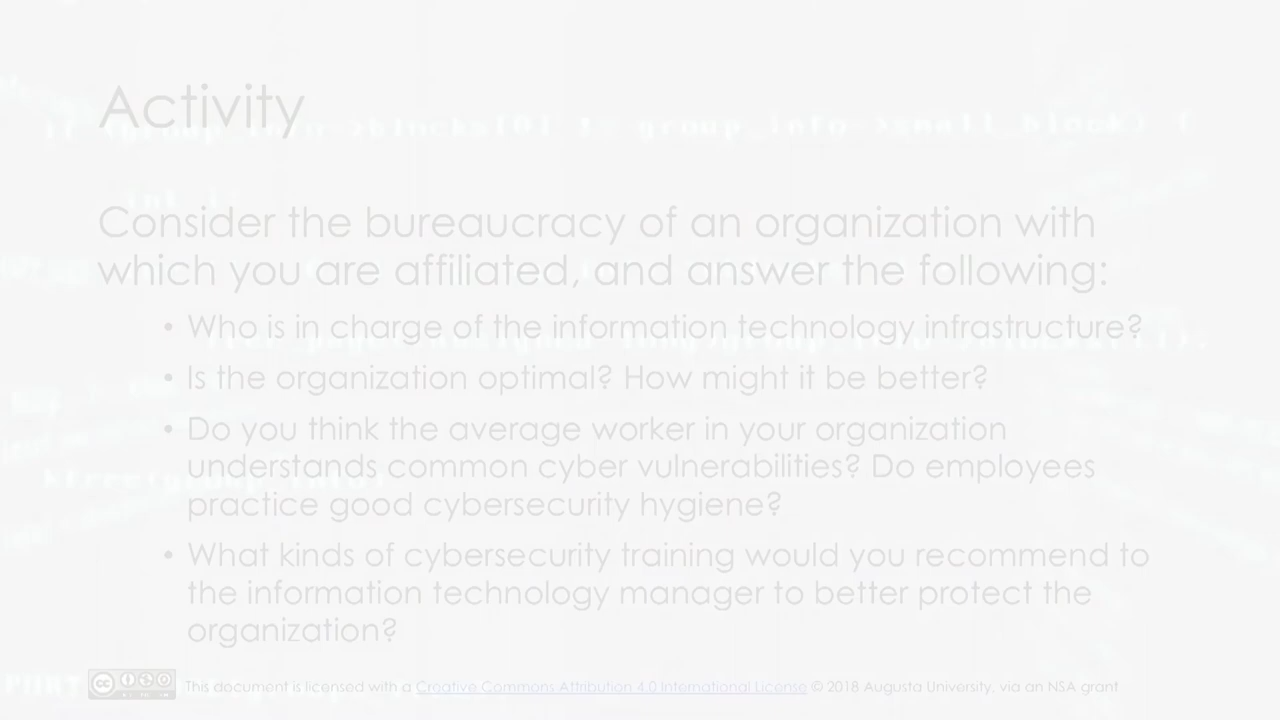 Activity
Consider the bureaucracy of an organization with
which you are affiliated, and answer the following:
• Who is in charge of the information technology infrastructure?
• Is the organization optimal? How might it be better?
• Do you think the average worker in your organization
understands common cyber vulnerabilities? Do employees
practice good cybersecurity hygiene?
• What kinds of cybersecurity training would you recommend to
the information technology manager to better protect the
organization?
This document is licensed with a Creative Commons Attribution 4.0 International License © 2018 Augusta University, via an NSA grant